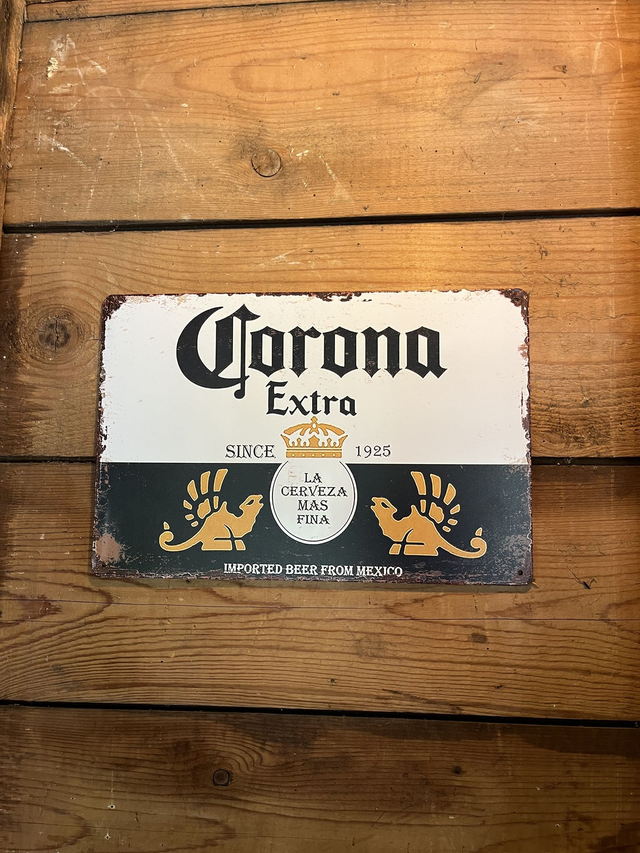 Corona
Extra
SINCE 1925
LA
CERVEZA
MAS
FINA
IMPORTED BEER FROM MEXICO